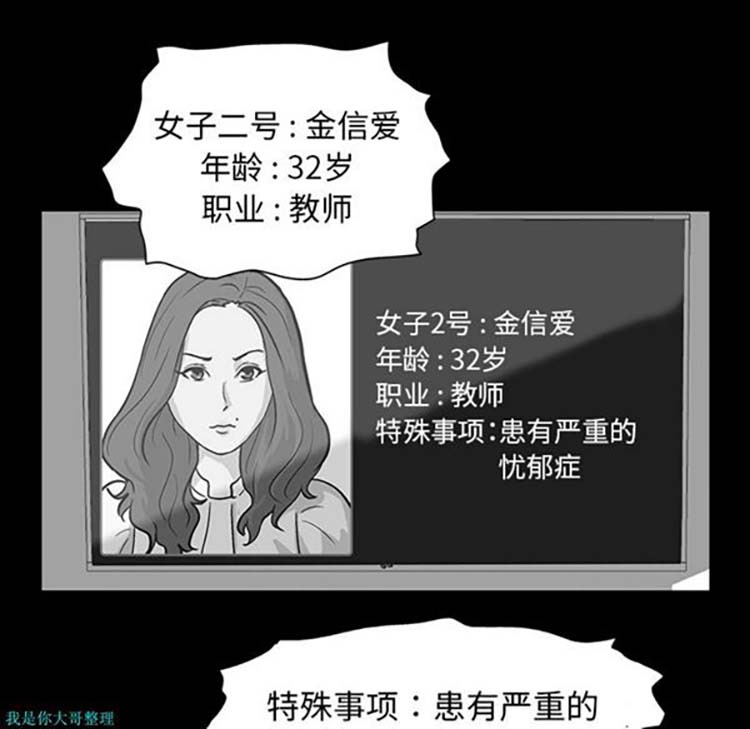 女子二号：金信爱
年龄：32岁
职业：教师
女子2号：金信爱
年龄：32岁
职业：教师
特殊事项：患有严重的
忧郁症
特殊事项：患有严重的
我是你大哥整理